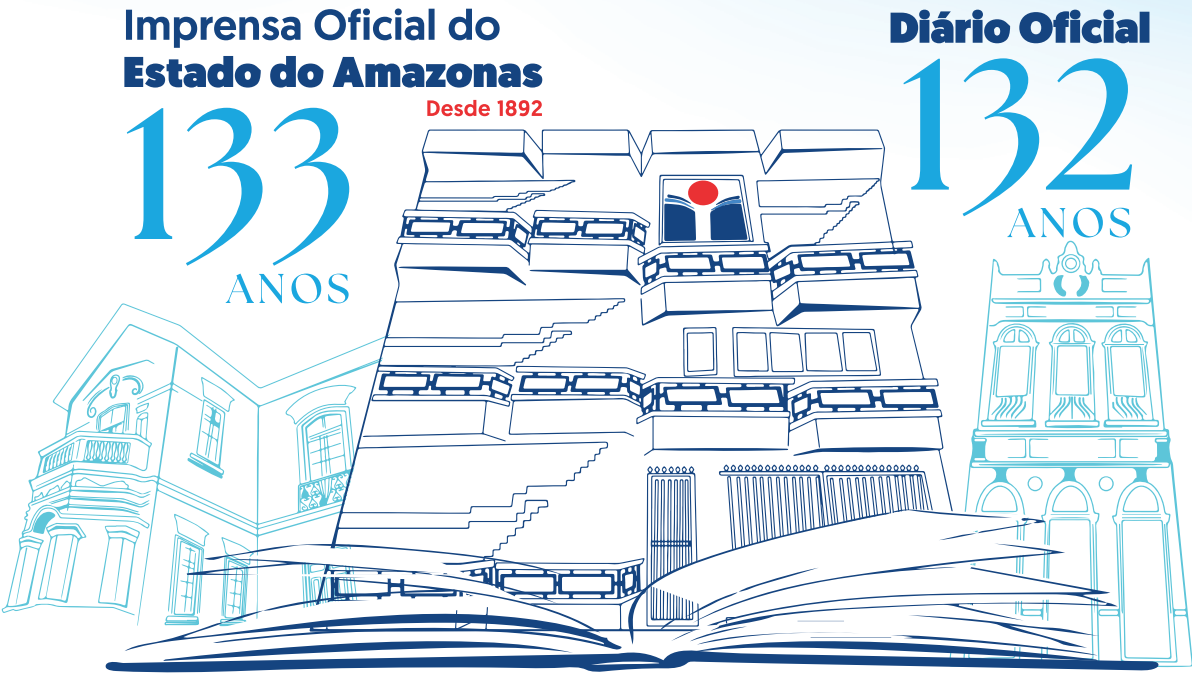 Imprensa Oficial do
Estado do Amazonas
Desde 1892
133
ANOS
Diário Oficial
132
ANOS